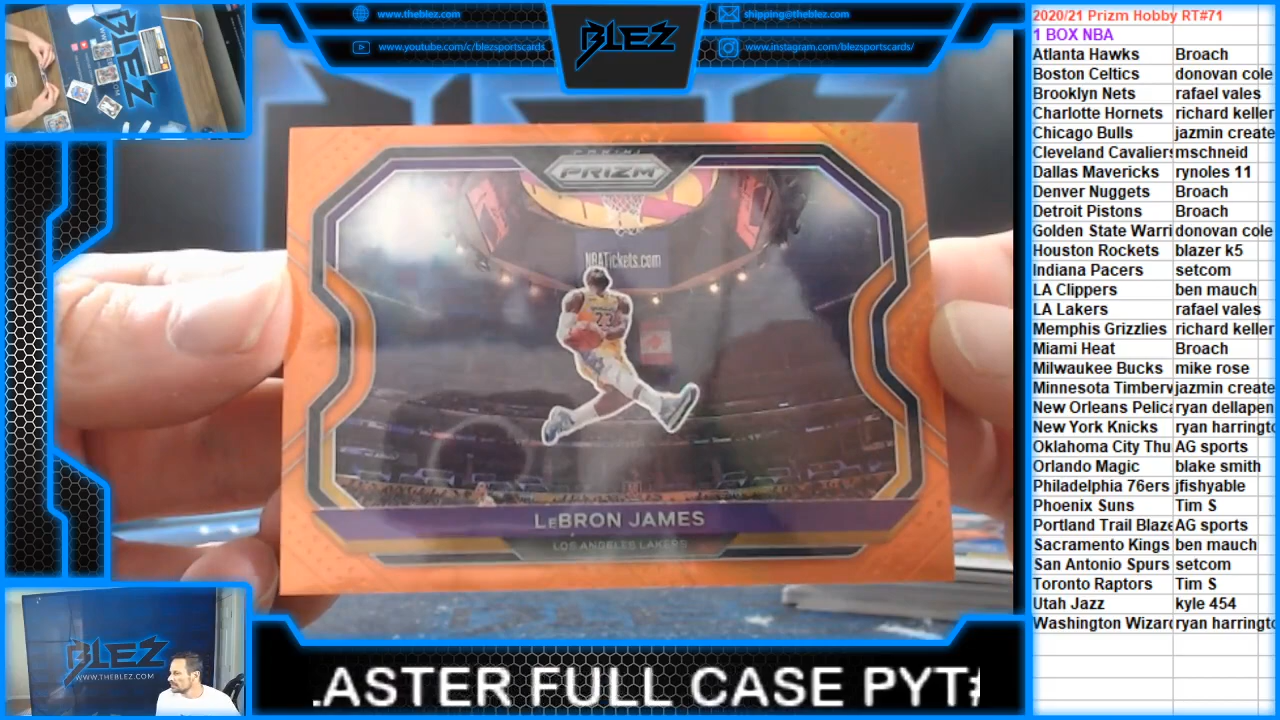 www.theblez.com
www.youtube.com/c/blezsportscards
BLEZ
shipping@theblez.com
www.instagram.com/blezsportscards/
BLEZ
PANINI
PRIZM
NBATickets.com
23
LeBRON JAMES
LOS ANGELES LAKERS
BLEZ
WWW.THEBLEZ.COM
.ASTER FULL CASE PYT#
2020/21 Prizm Hobby RT#71
1 BOX NBA
Atlanta Hawks Broach
Boston Celtics donovan cole
Brooklyn Nets rafael vales
Charlotte Hornets richard keller
Chicago Bulls jazmin create
Cleveland Cavaliers mschneid
Dallas Mavericks rynoles 11
Denver Nuggets Broach
Detroit Pistons Broach
Golden State Warri donovan cole
Houston Rockets blazer k5
Indiana Pacers setcom
LA Clippers ben mauch
LA Lakers rafael vales
Memphis Grizzlies richard keller
Miami Heat Broach
Milwaukee Bucks mike rose
Minnesota Timberv jazmin create
New Orleans Pelica ryan dellapen
New York Knicks ryan harringto
Oklahoma City Thu AG sports
Orlando Magic blake smith
Philadelphia 76ers jfishyable
Phoenix Suns Tim S
Portland Trail Blaze AG sports
Sacramento Kings ben mauch
San Antonio Spurs setcom
Toronto Raptors Tim S
Utah Jazz kyle 454
Washington Wizard ryan harringto